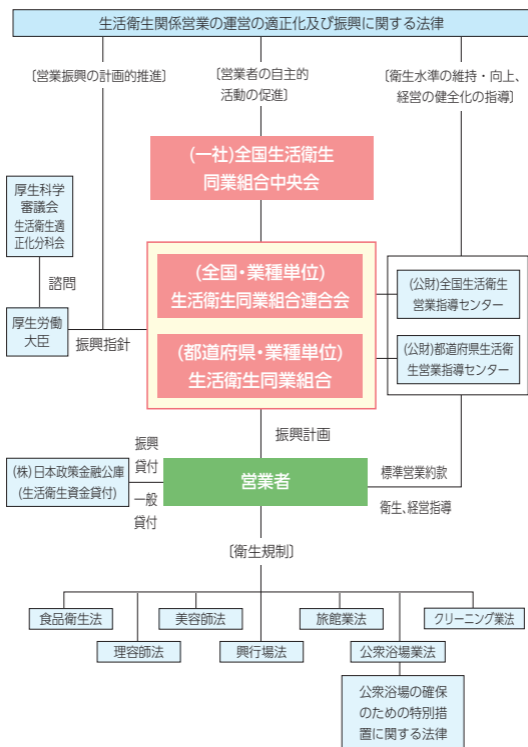 生活衛生関係営業の運営の適正化及び振興に関する法律
〔営業振興の計画的推進〕
〔営業者の自主的
活動の促進〕
〔衛生水準の維持・向上、
経営の健全化の指導〕
(一社)全国生活衛生
同業組合中央会
厚生科学
審議会
生活衛生適
正化分科会
諮問
厚生労働
大臣
振興指針
(全国・業種単位)
生活衛生同業組合連合会
(都道府県・業種単位)
生活衛生同業組合
(公財)全国生活衛生
営業指導センター
(公財)都道府県生活衛
生営業指導センター
振興計画
(株)日本政策金融公庫
(生活衛生資金貸付)
振興
貸付
一般
貸付
営業者
標準営業約款
衛生、経営指導
〔衛生規制〕
食品衛生法
美容師法
旅館業法
クリーニング業法
理容師法
興行場法
公衆浴場業法
公衆浴場の確保
のための特別措
置に関する法律